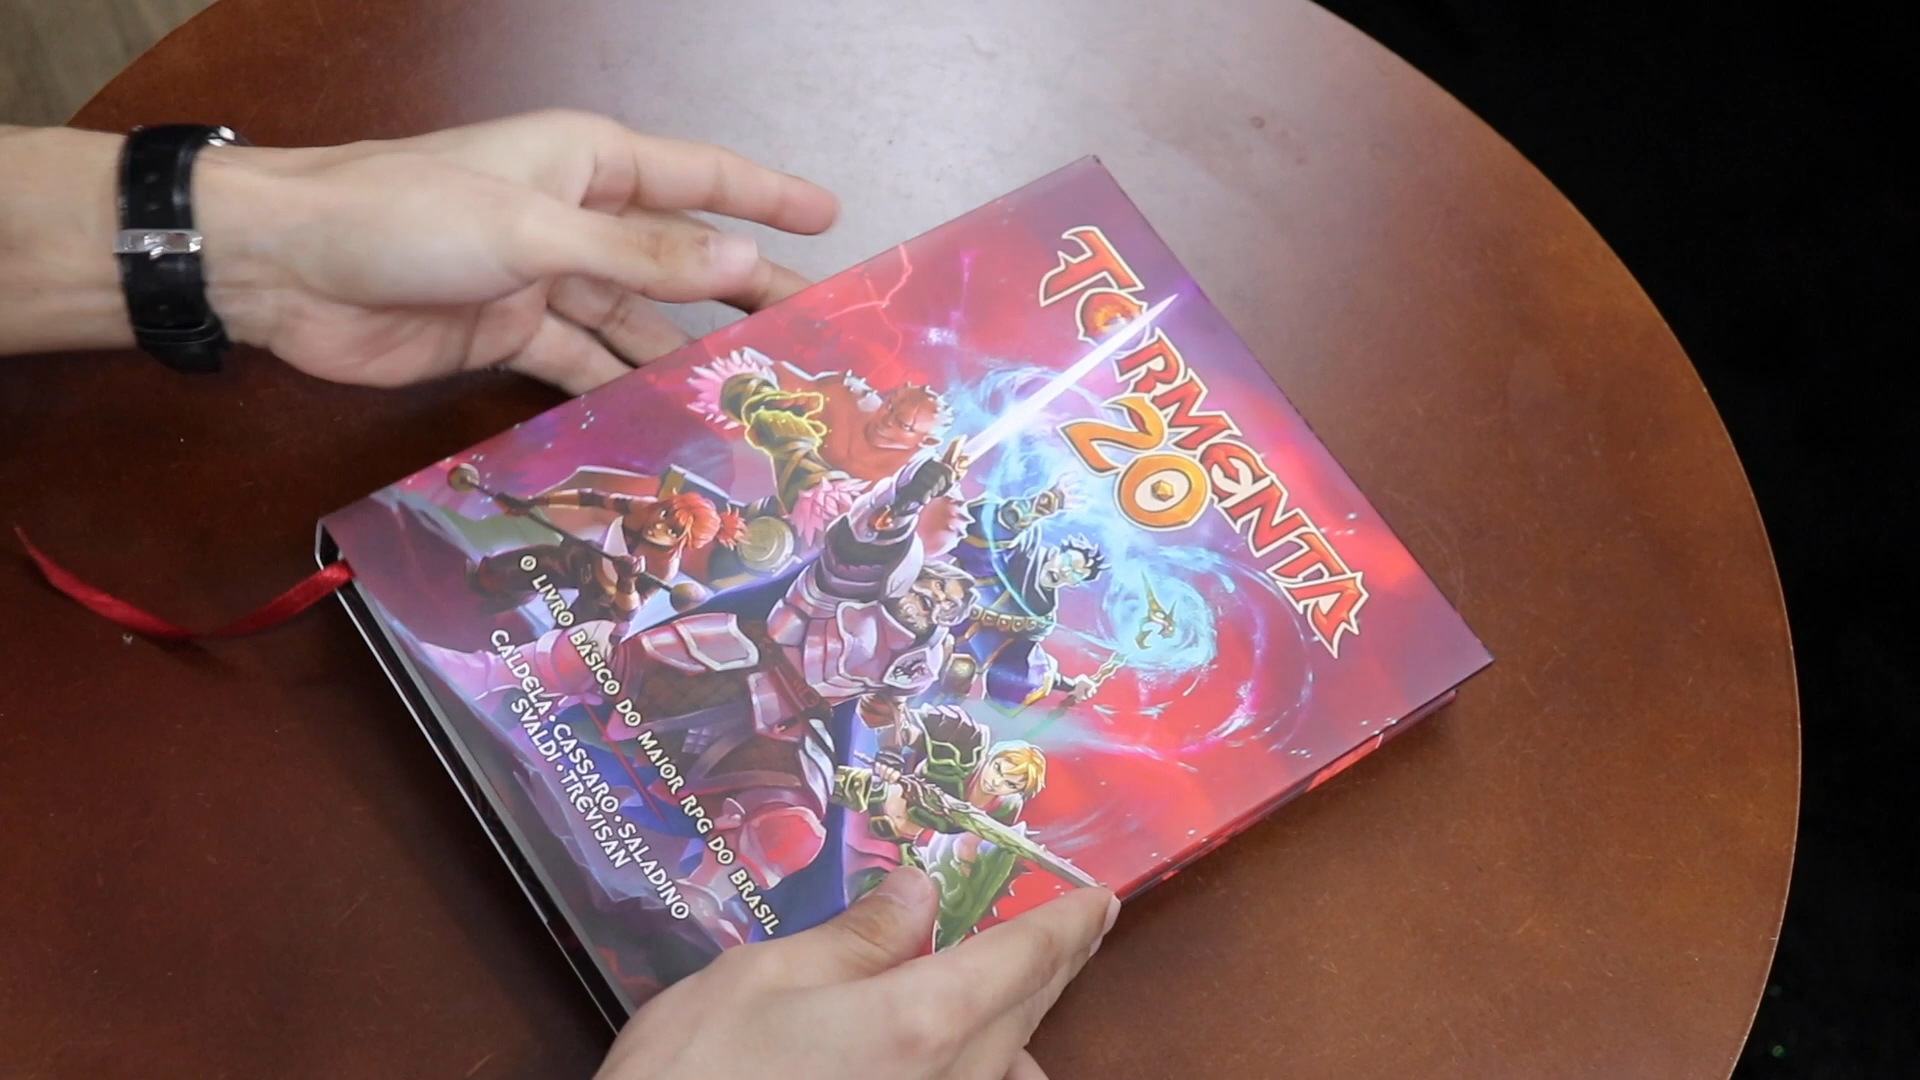 TORMENTA
20
O LIVRO BÁSICO DO MAIOR RPG DO BRASIL
CALDELA • CASSARO • SALADINO
SVALDI • TREVISAN